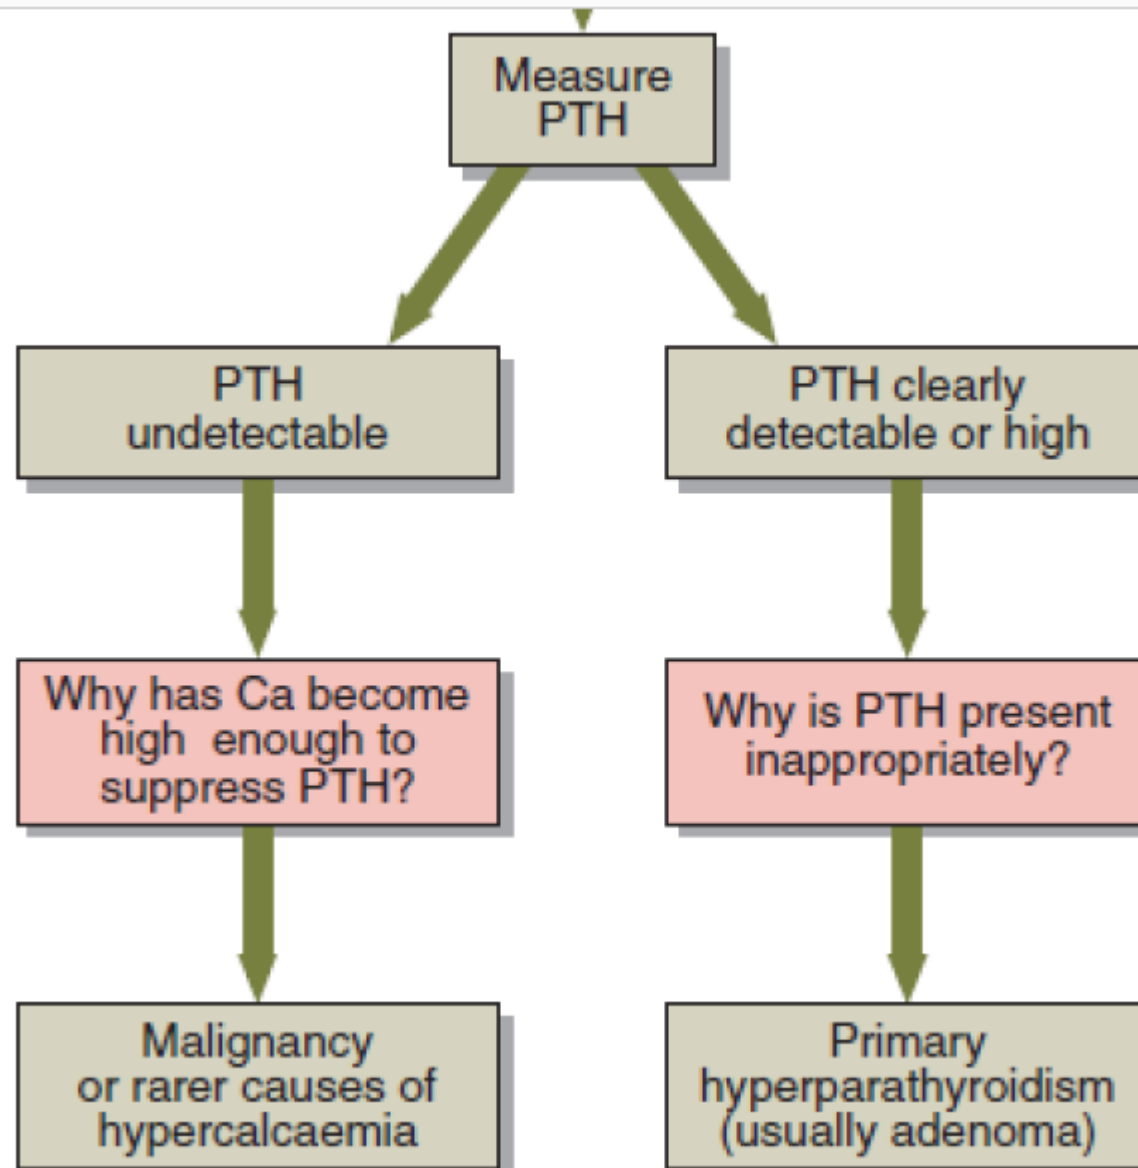 Measure
PTH
PTH
undetectable
PTH clearly
detectable or high
Why has Ca become
high enough to
suppress PTH?
Why is PTH present
inappropriately?
Malignancy
or rarer causes of
hypercalcaemia
Primary
hyperparathyroidism
(usually adenoma)